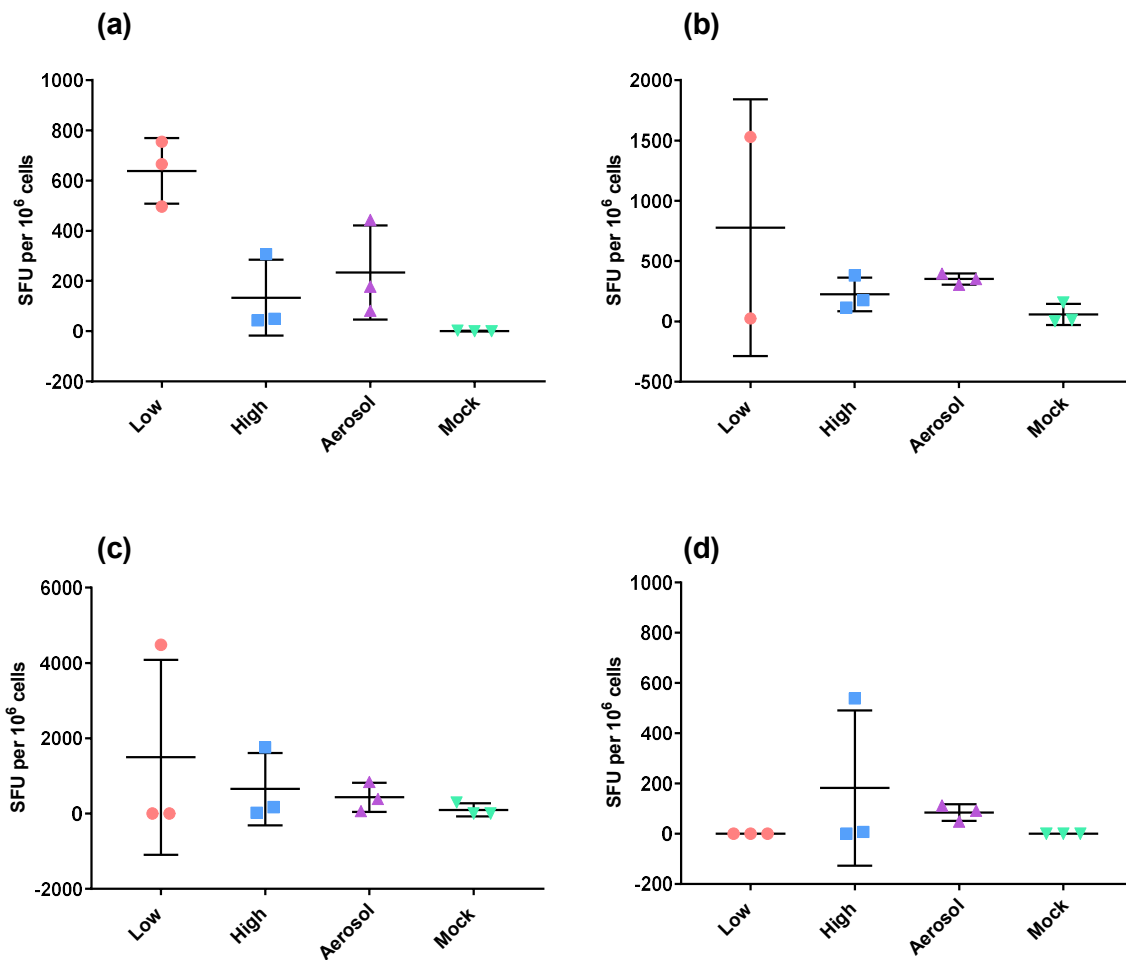 (a)
SFU per 10⁶ cells
1000
800
600
400
200
0
-200
Low
High
Aerosol
Mock
(b)
SFU per 10⁶ cells
2000
1500
1000
500
0
-500
Low
High
Aerosol
Mock
(c)
SFU per 10⁶ cells
6000
4000
2000
0
-2000
Low
High
Aerosol
Mock
(d)
SFU per 10⁶ cells
1000
800
600
400
200
0
-200
Low
High
Aerosol
Mock